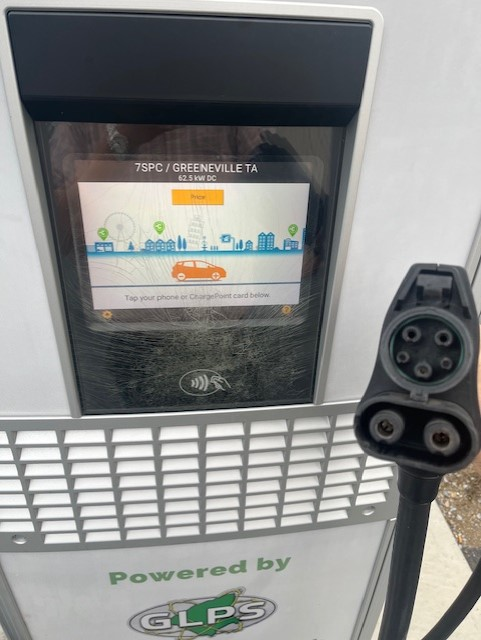 7SPC / GREENEVILLE TA
62.5 kW DC
Price
Tap your phone or ChargePoint card below.
Powered by
GLPS